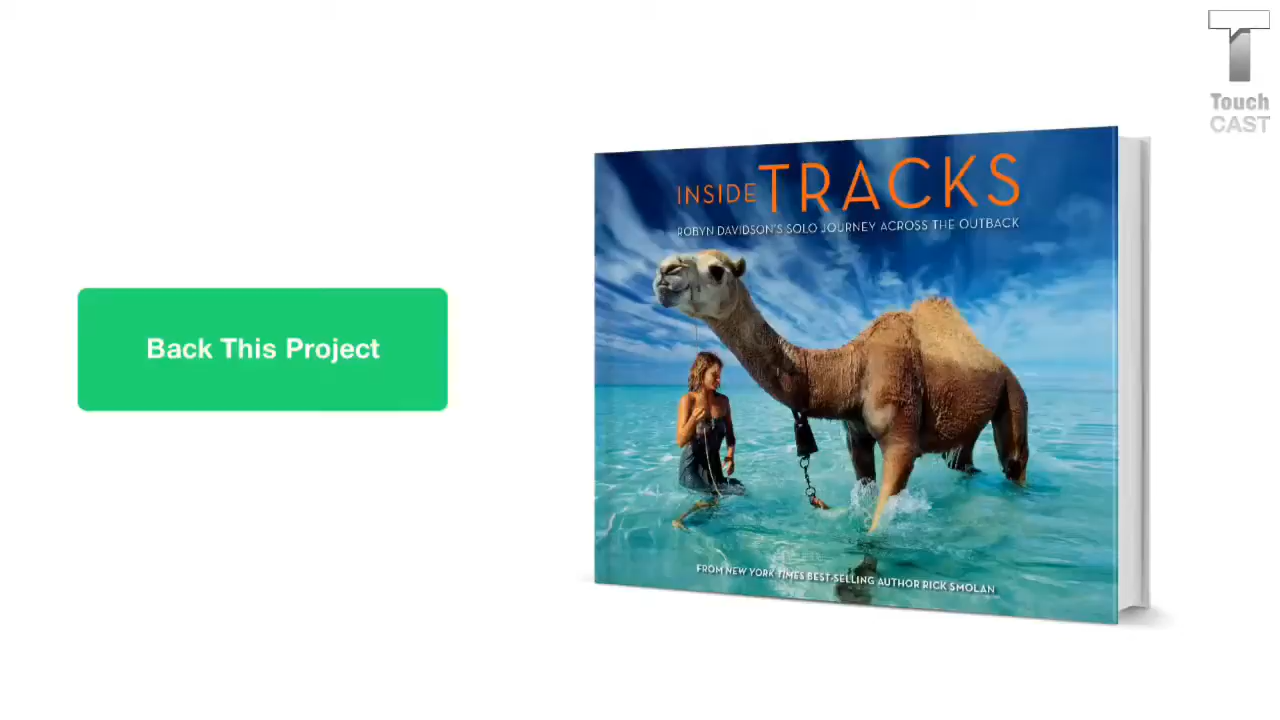 Touch
CAST
INSIDE TRACKS
ROBYN DAVIDSON'S SOLO JOURNEY ACROSS THE OUTBACK
Back This Project
FROM NEW YORK TIMES BEST-SELLING AUTHOR RICK SMOLAN